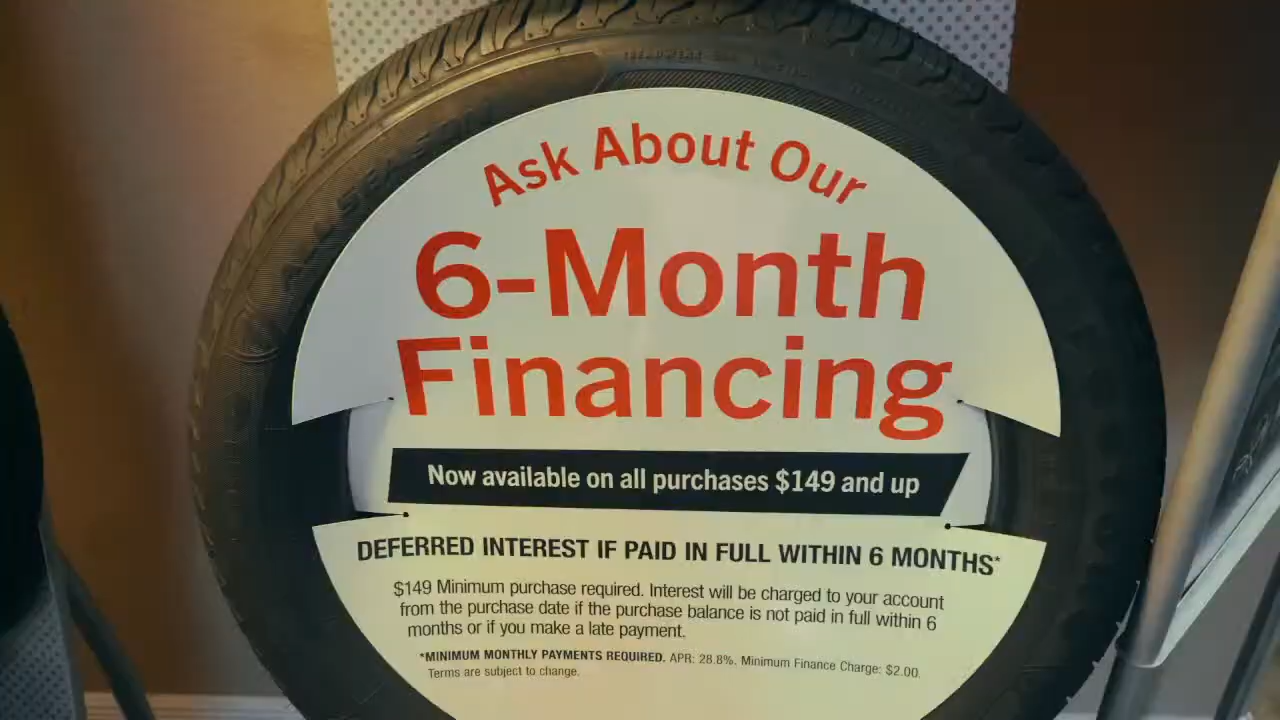 Ask About Our
6-Month
Financing
Now available on all purchases $149 and up
DEFERRED INTEREST IF PAID IN FULL WITHIN 6 MONTHS*
$149 Minimum purchase required. Interest will be charged to your account
from the purchase date if the purchase balance is not paid in full within 6
months or if you make a late payment.
*MINIMUM MONTHLY PAYMENTS REQUIRED. APR: 28.8%. Minimum Finance Charge: $2.00.
Terms are subject to change.